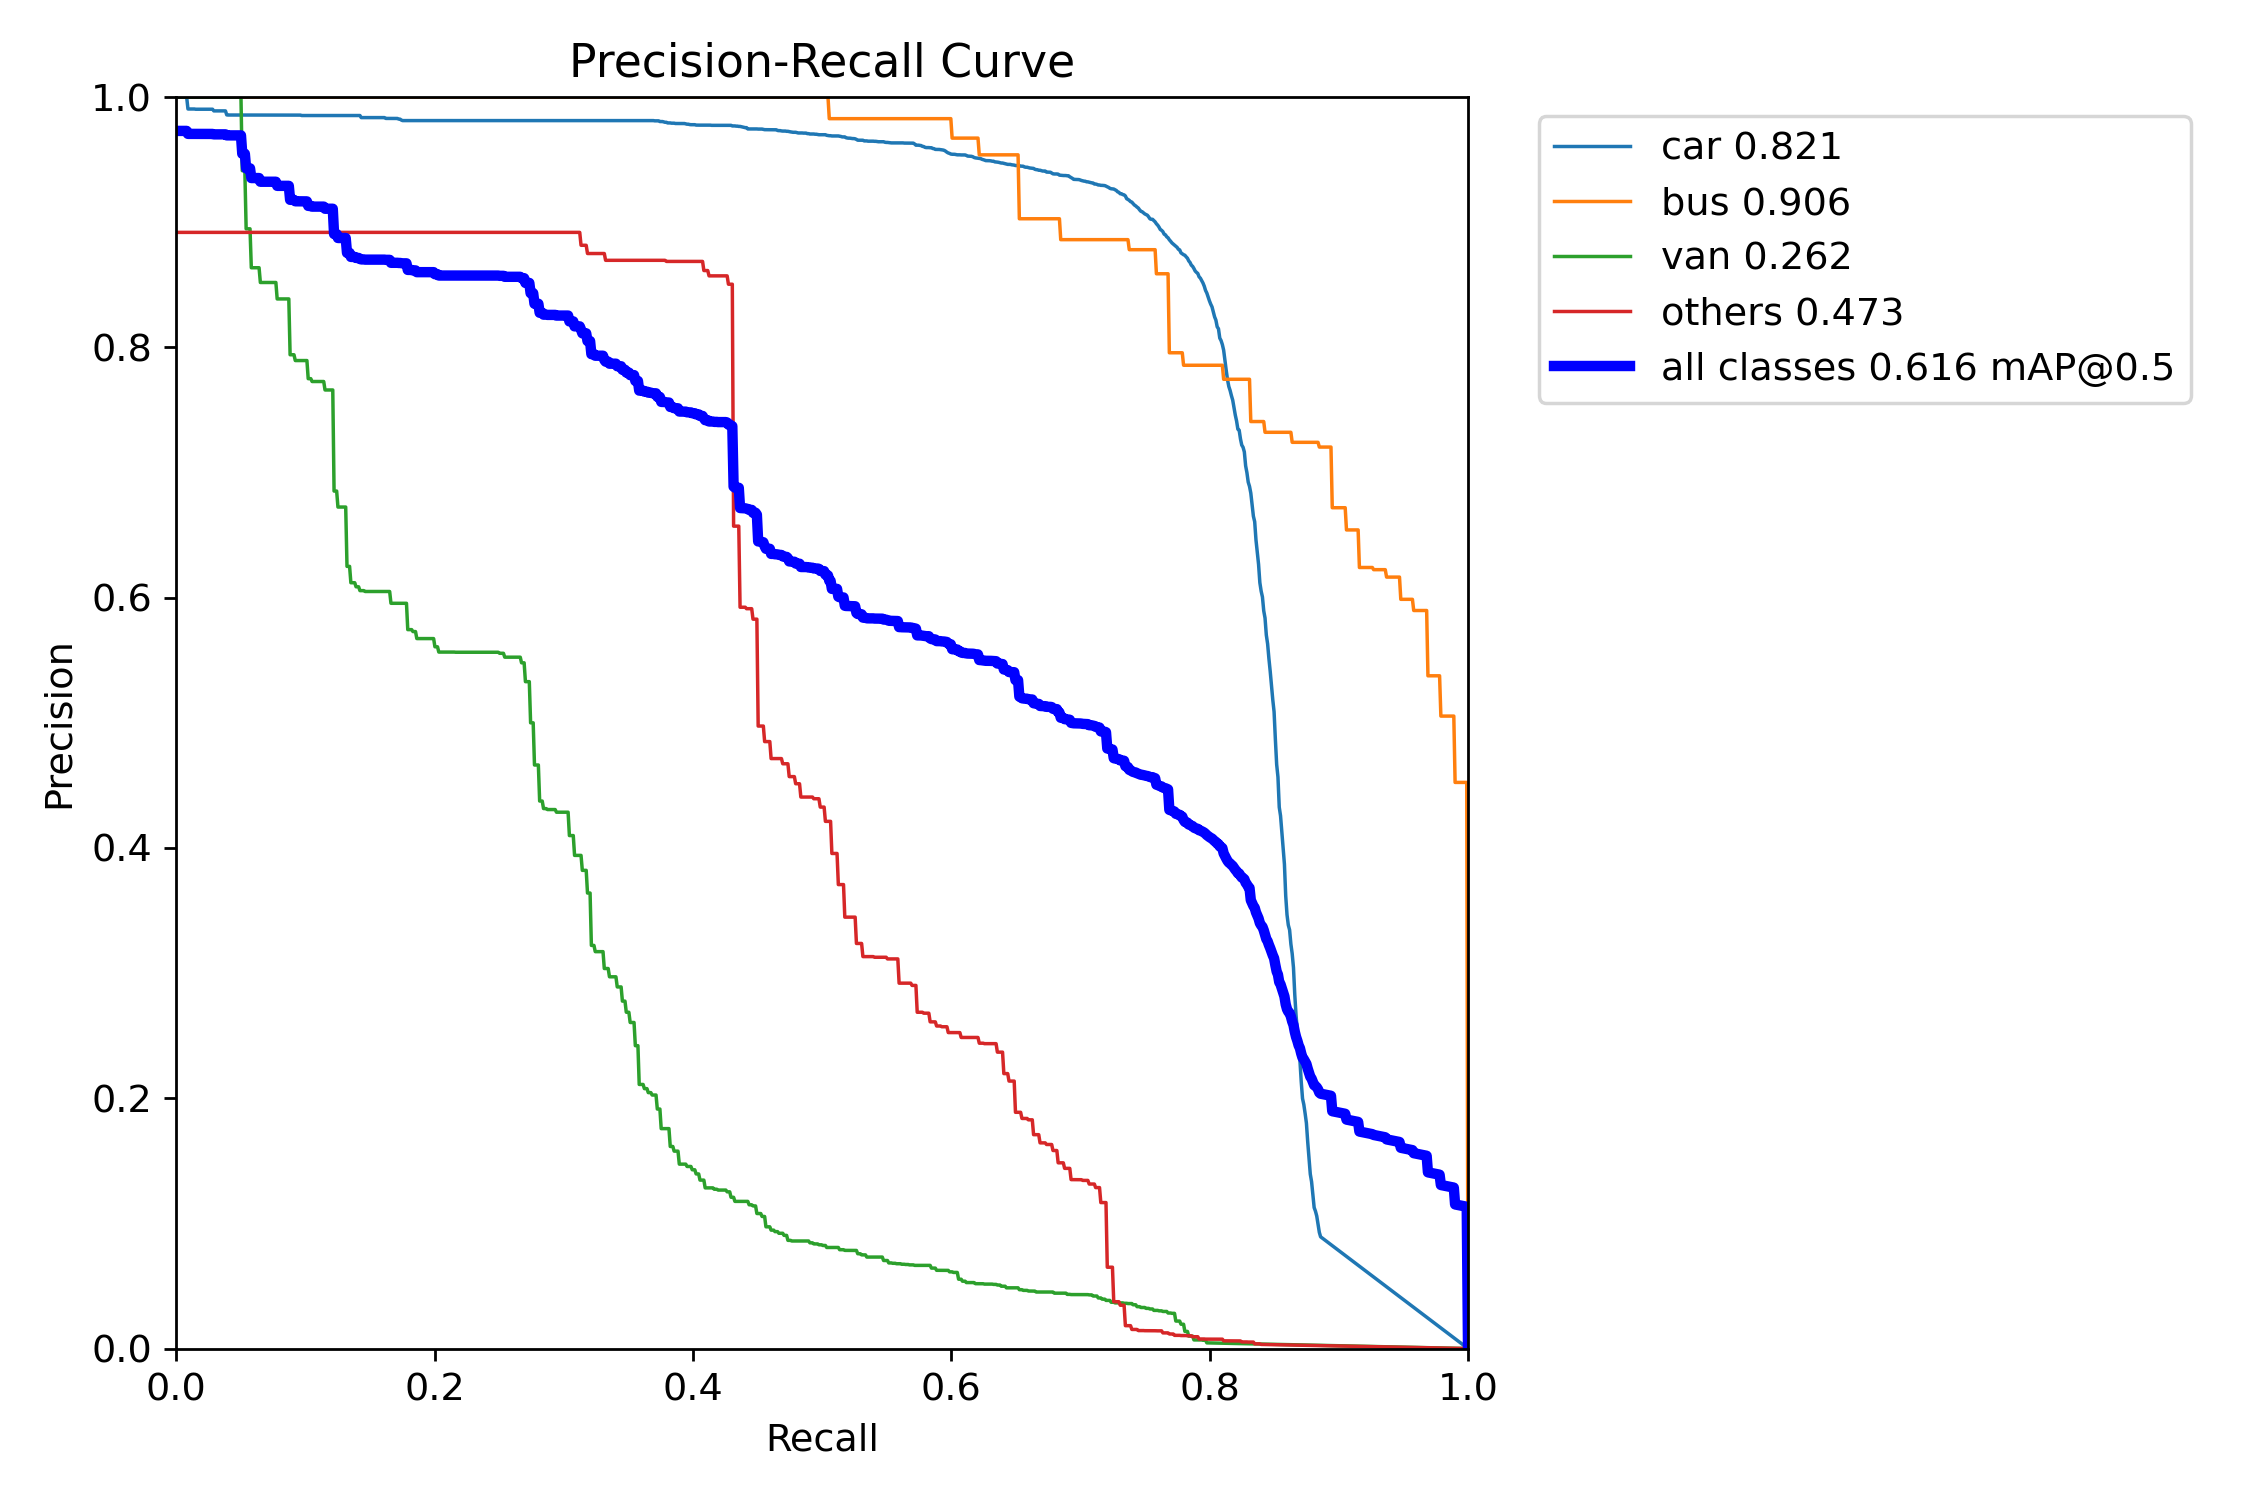 Precision-Recall Curve
1.0
0.8
0.6
0.4
0.2
0.0
Precision
0.0 0.2 0.4 0.6 0.8 1.0
Recall
car 0.821
bus 0.906
van 0.262
others 0.473
all classes 0.616 mAP@0.5